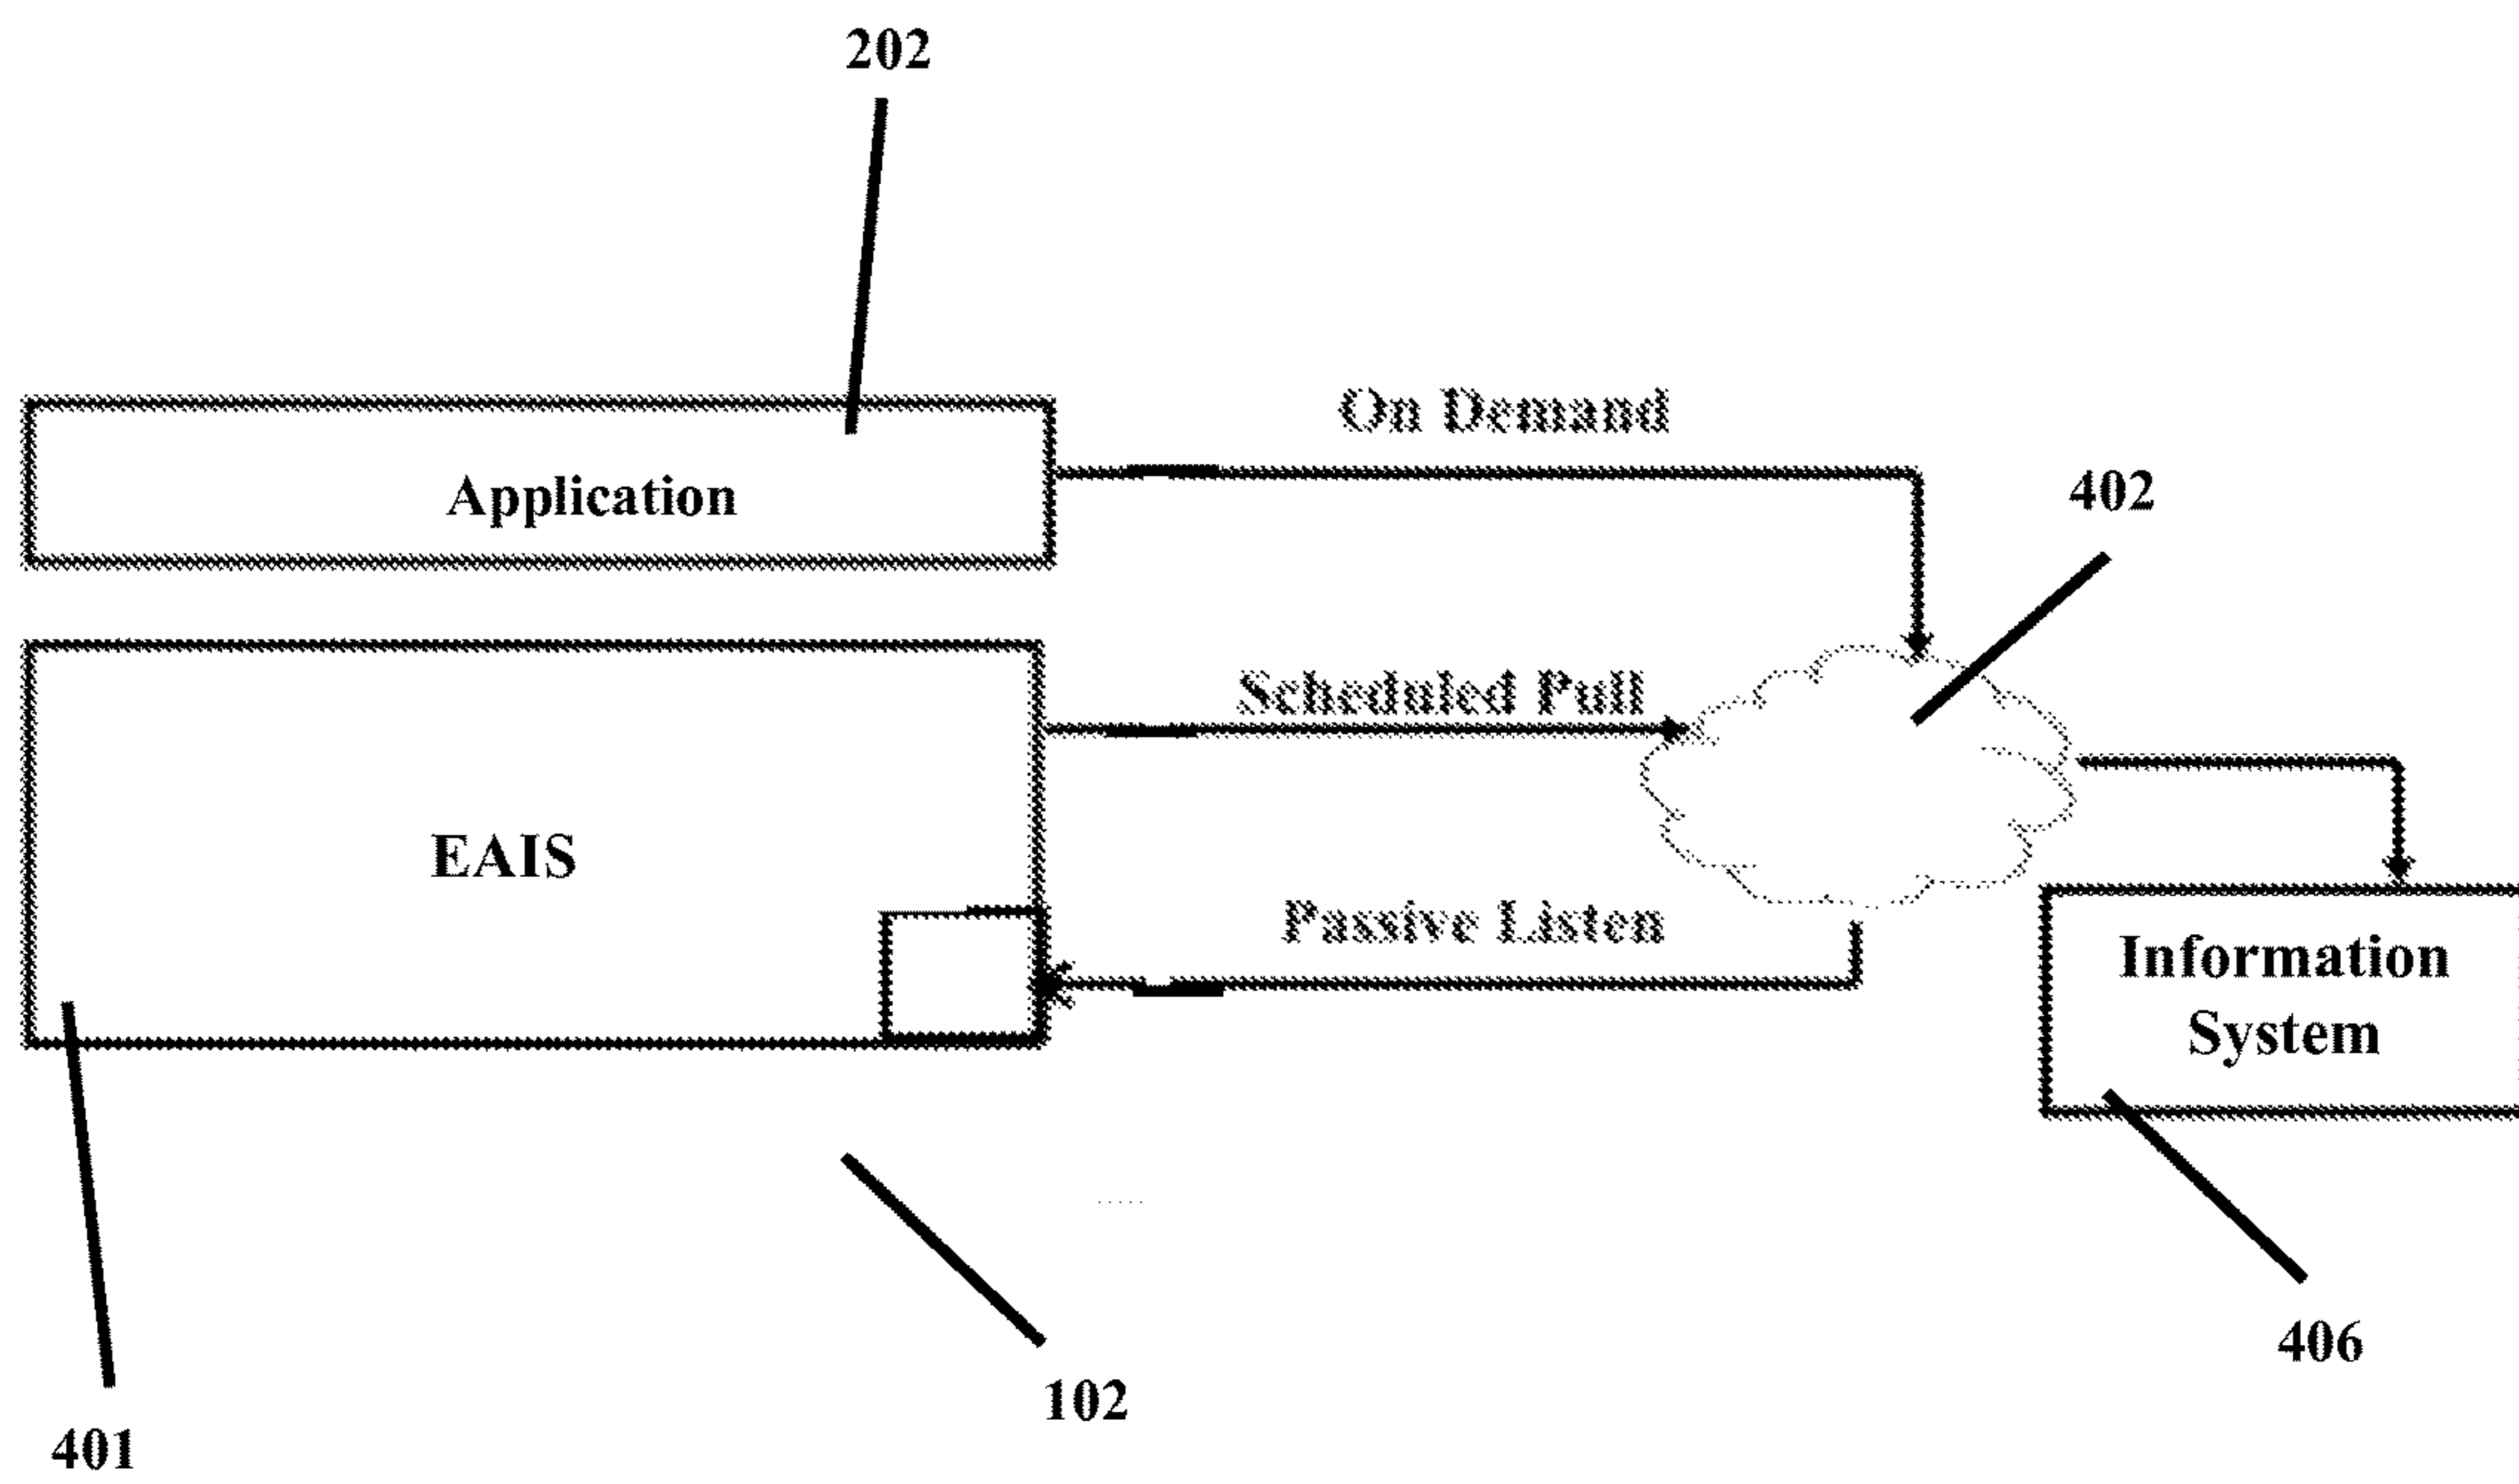 202
On Demand
Application
402
Scheduled Pull
EAIS
Passive Listen
Information
System
406
102
401